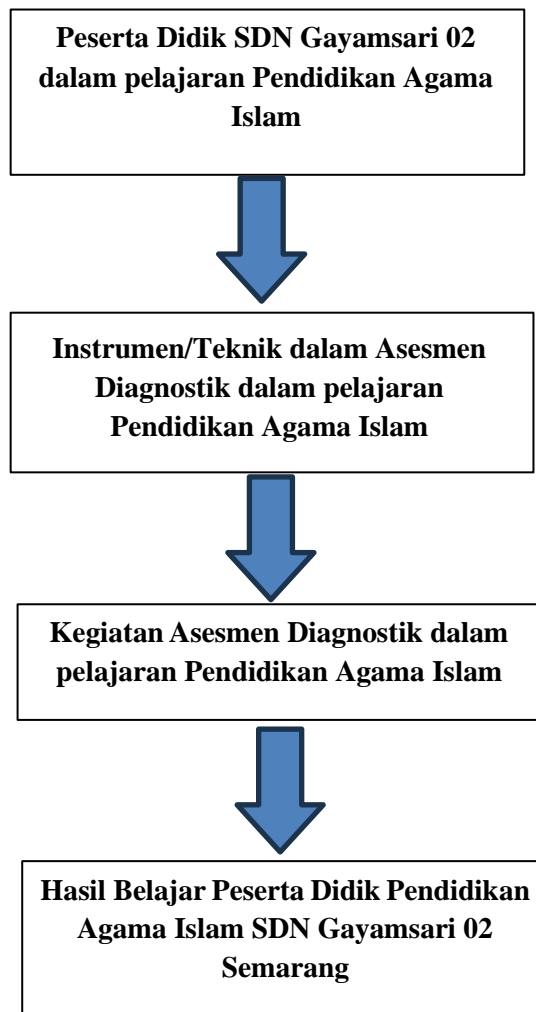 Peserta Didik SDN Gayamsari 02
dalam pelajaran Pendidikan Agama
Islam
Instrumen/Teknik dalam Asesmen
Diagnostik dalam pelajaran
Pendidikan Agama Islam
Kegiatan Asesmen Diagnostik dalam
pelajaran Pendidikan Agama Islam
Hasil Belajar Peserta Didik Pendidikan
Agama Islam SDN Gayamsari 02
Semarang